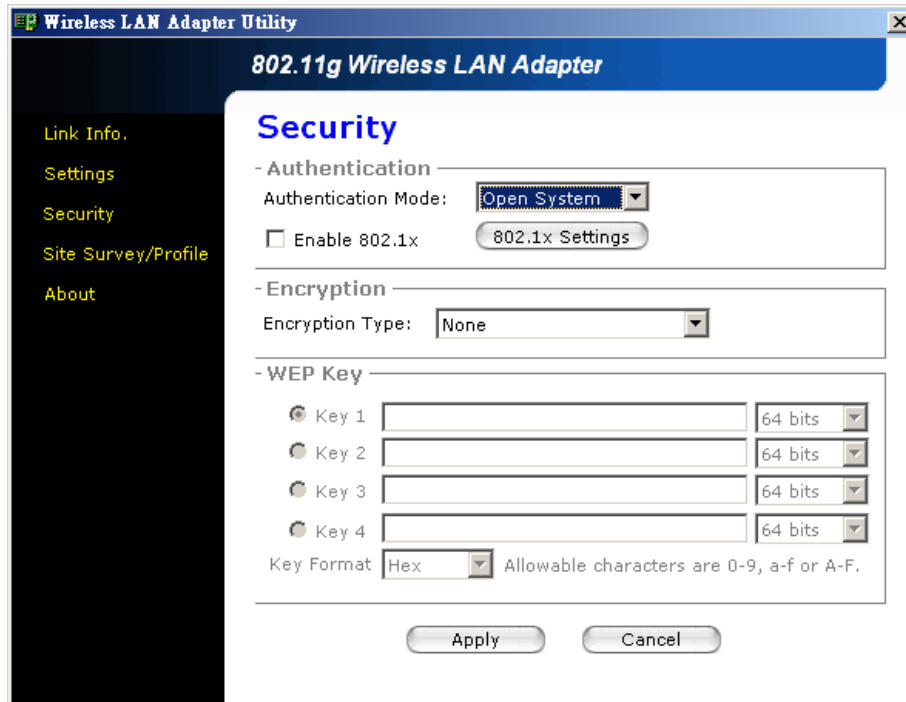 Wireless LAN Adapter Utility
802.11g Wireless LAN Adapter
Link Info.
Settings
Security
Site Survey/Profile
About
Security
Authentication
Authentication Mode: Open System
Enable 802.1x 802.1x Settings
Encryption
Encryption Type: None
WEP Key
Key 1 64 bits
Key 2 64 bits
Key 3 64 bits
Key 4 64 bits
Key Format Hex Allowable characters are 0-9, a-f or A-F.
Apply Cancel